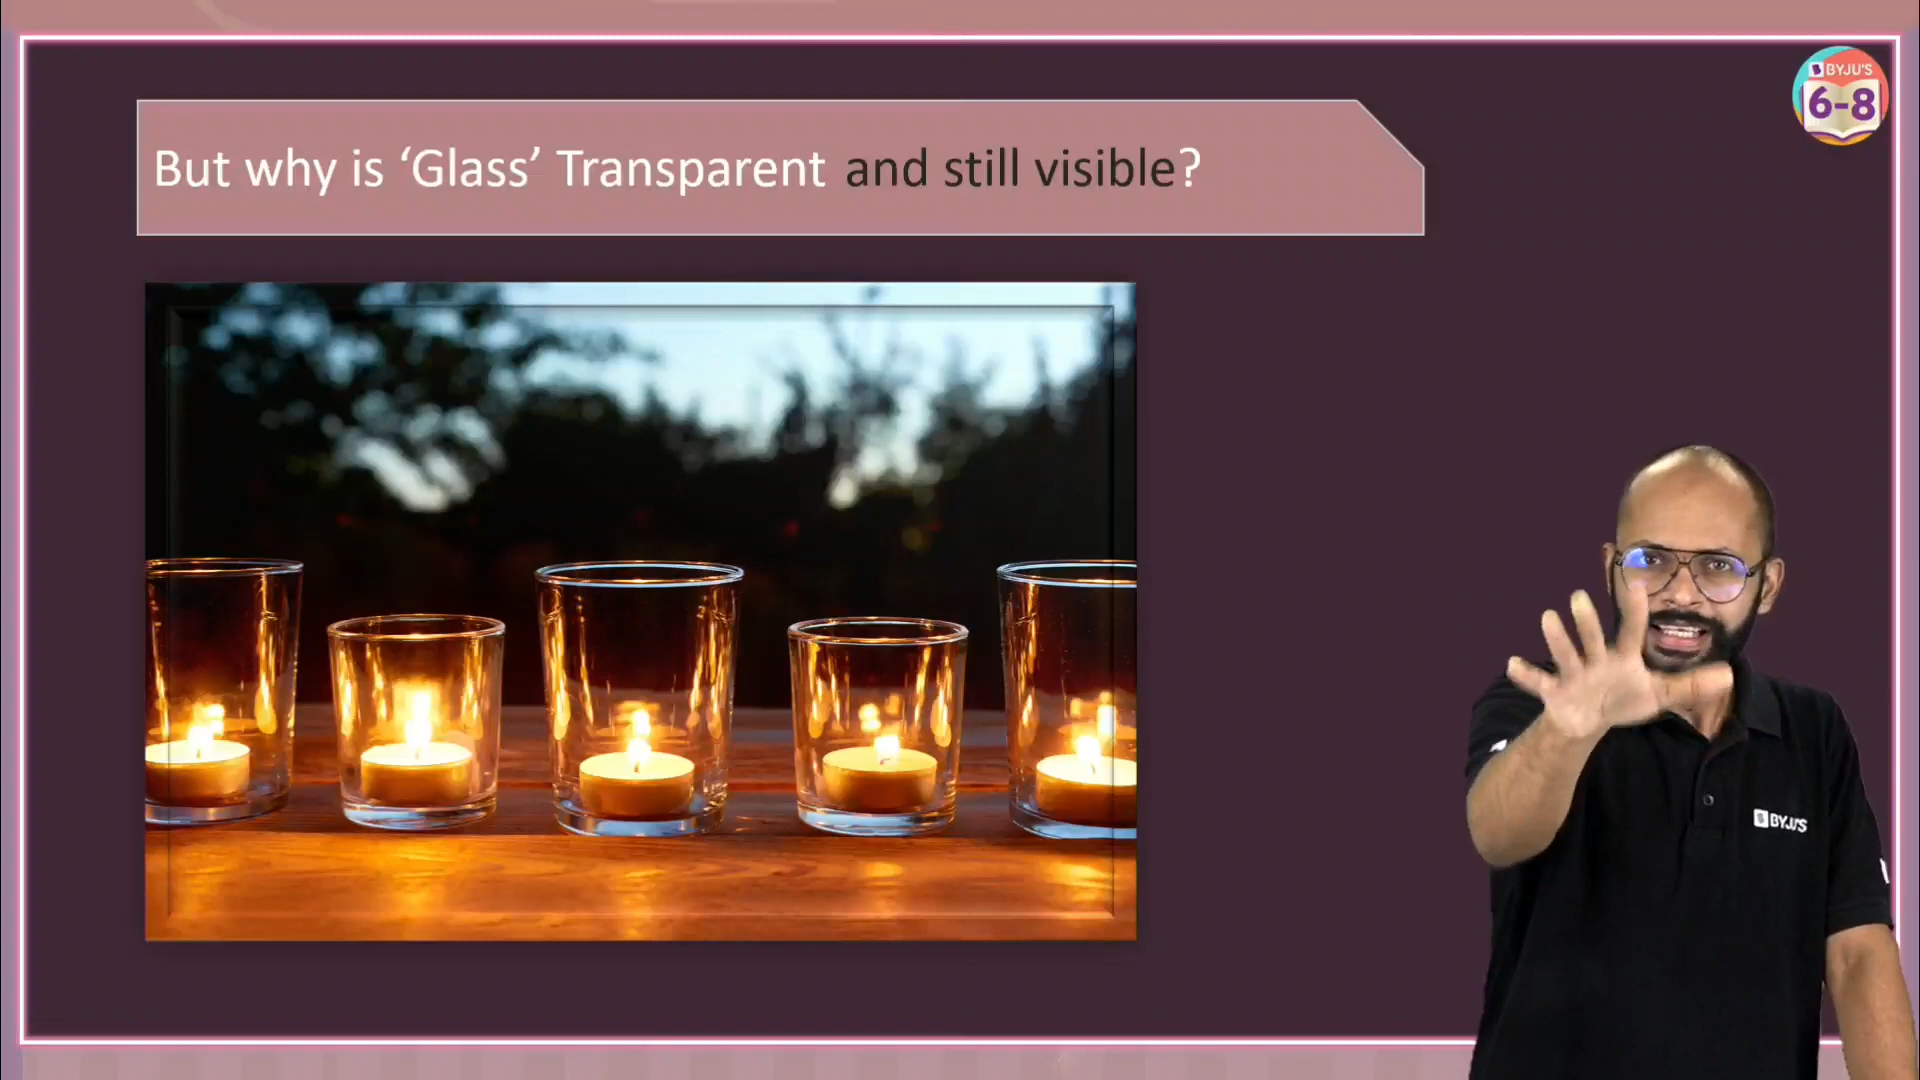 BYJU'S
6-8
But why is ‘Glass’ Transparent and still visible?
BYJU'S